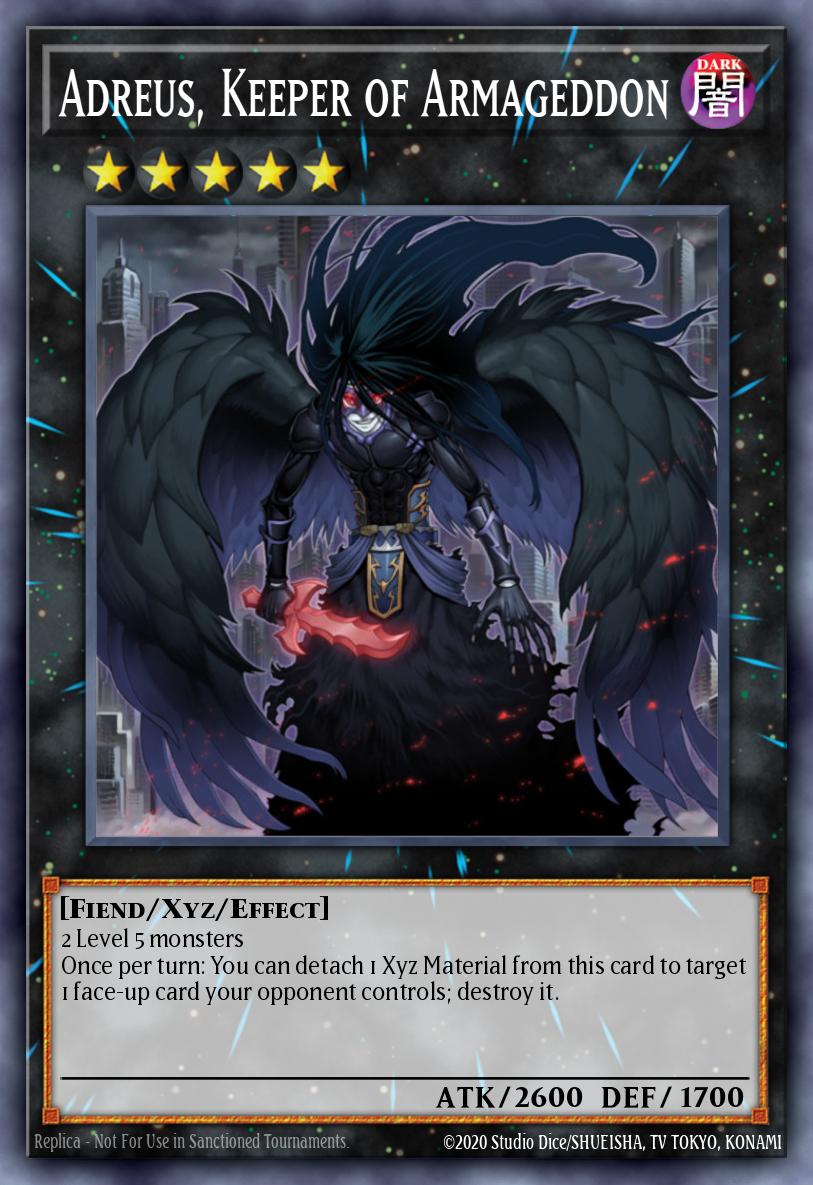 Adreus, Keeper of Armageddon
DARK
闇
[Fiend/Xyz/Effect]
2 Level 5 monsters
Once per turn: You can detach 1 Xyz Material from this card to target
1 face-up card your opponent controls; destroy it.
ATK/2600 DEF/1700
Replica - Not For Use in Sanctioned Tournaments.
©2020 Studio Dice/SHUEISHA, TV TOKYO, KONAMI